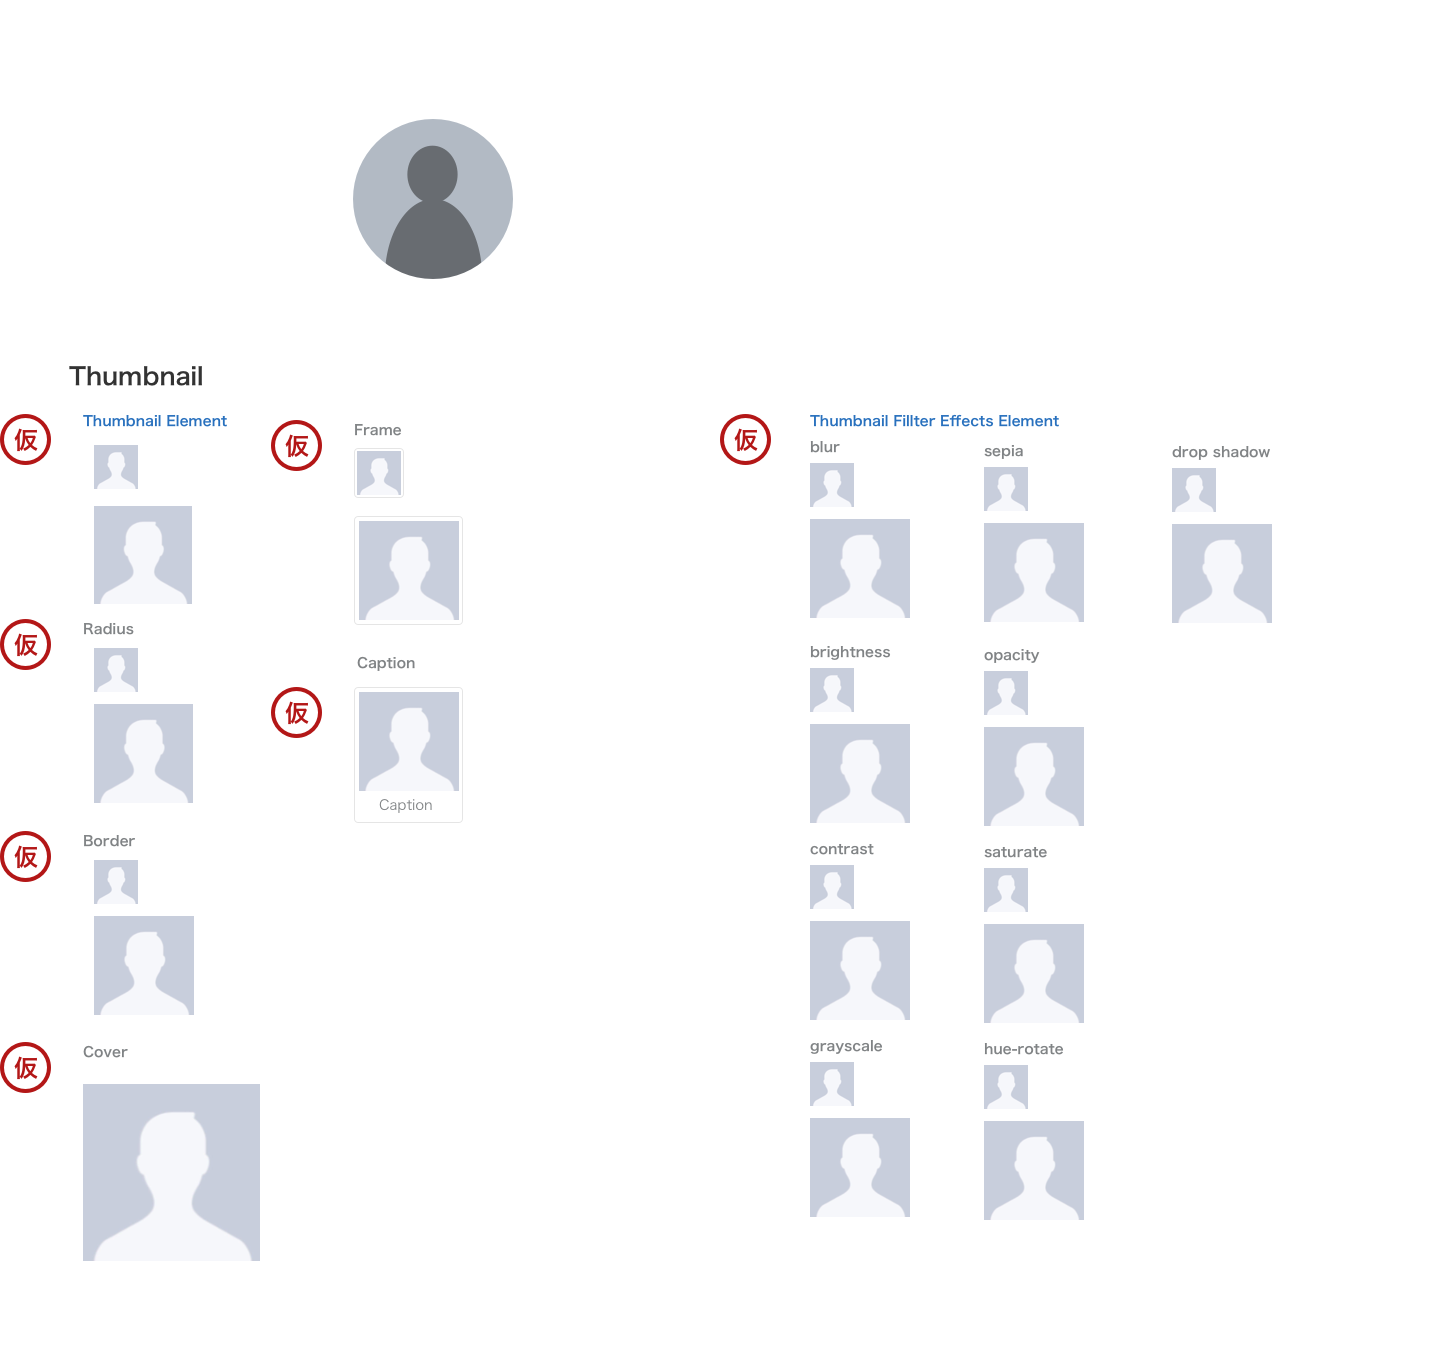 Thumbnail
仮
Thumbnail Element
仮
Radius
仮
Border
仮
Cover
仮
Frame
Caption
仮
Caption
仮
Thumbnail Fillter Effects Element
blur
sepia
drop shadow
brightness
opacity
contrast
saturate
grayscale
hue-rotate